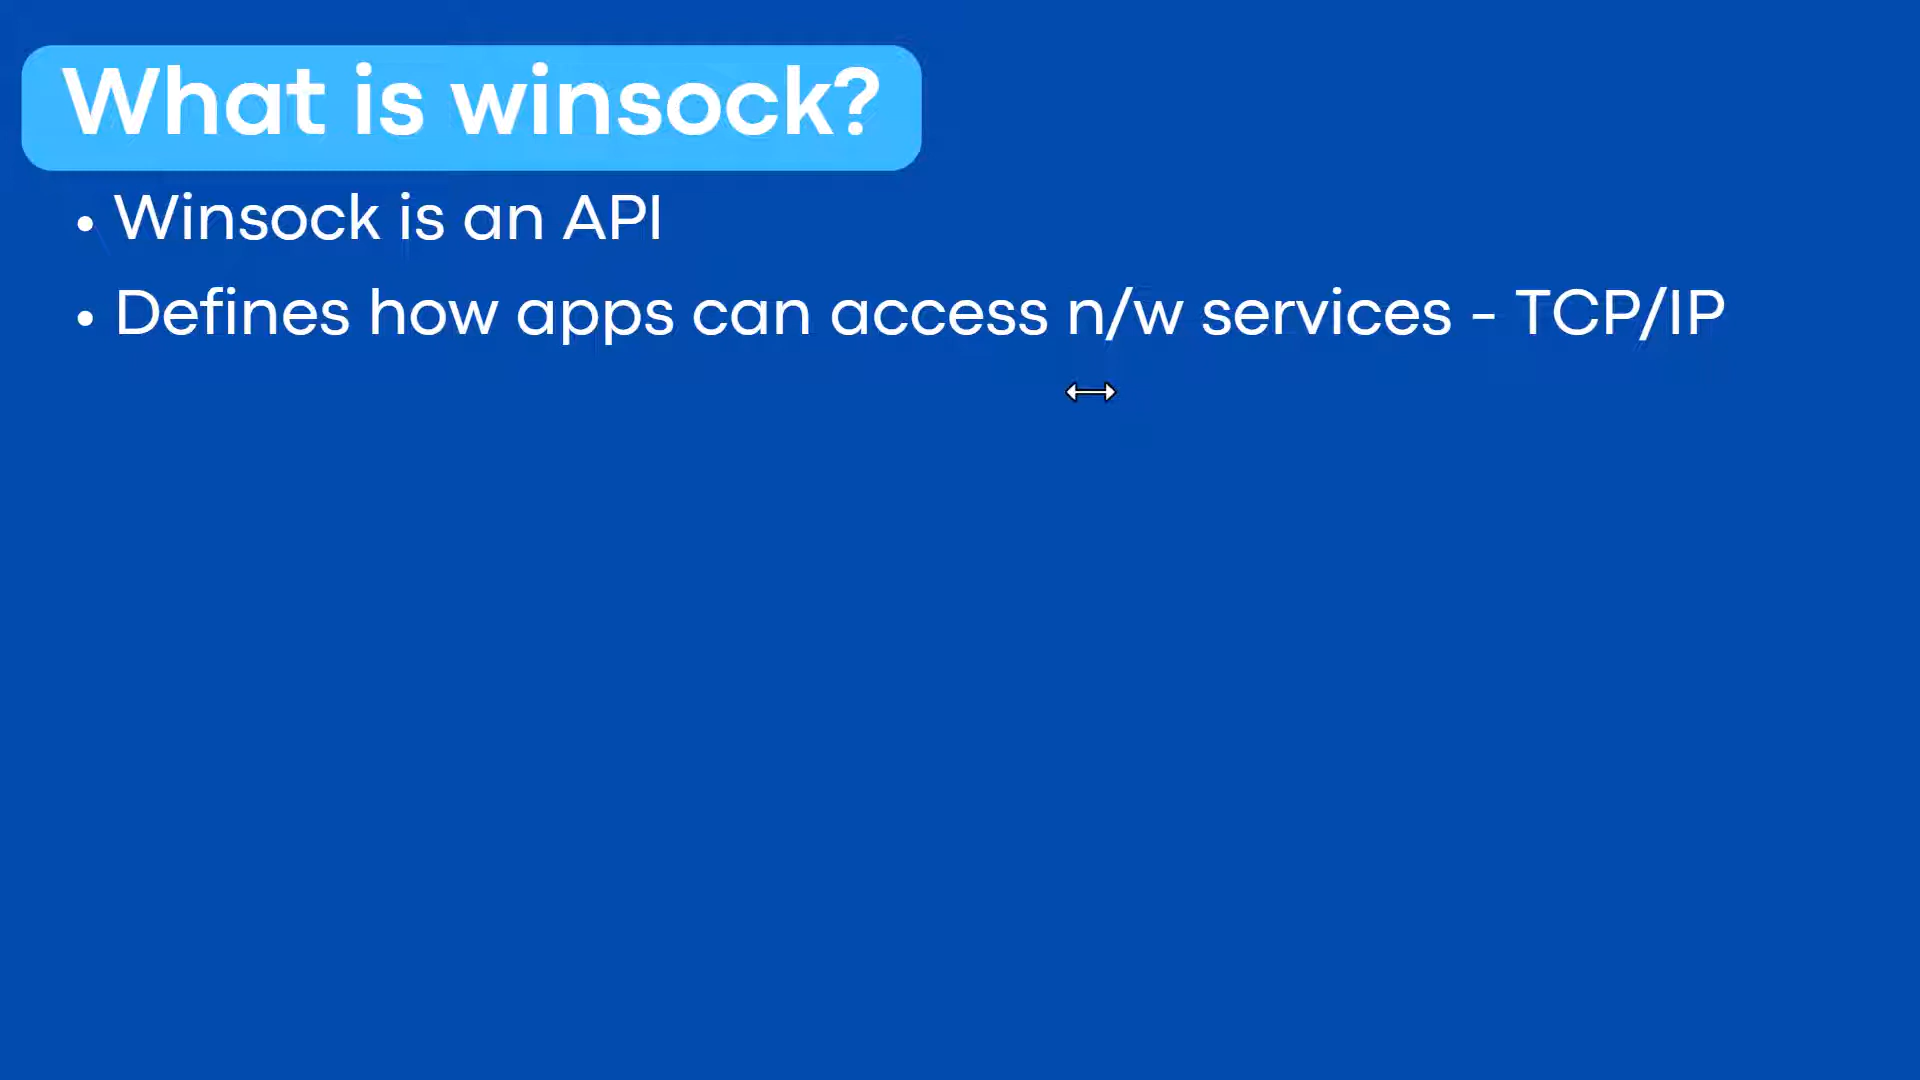 What is winsock?
• Winsock is an API
• Defines how apps can access n/w services - TCP/IP